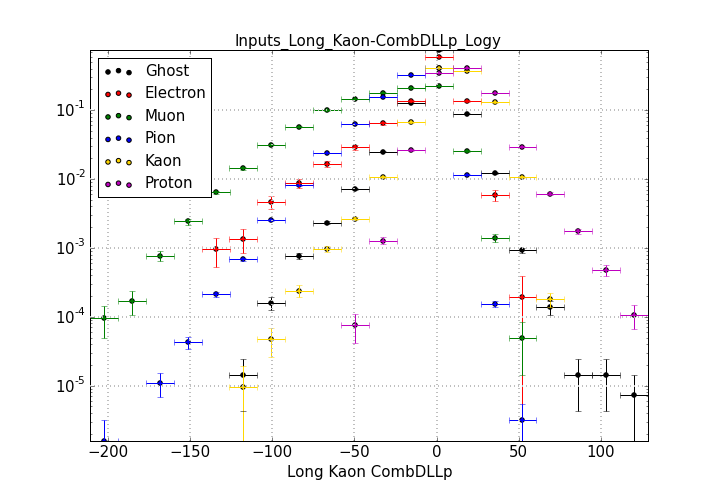 Inputs_Long_Kaon-CombDLLp_Logy
Ghost
Electron
Muon
Pion
Kaon
Proton
10^-1
10^-2
10^-3
10^-4
10^-5
−200 −150 −100 −50 0 50 100
Long Kaon CombDLLp